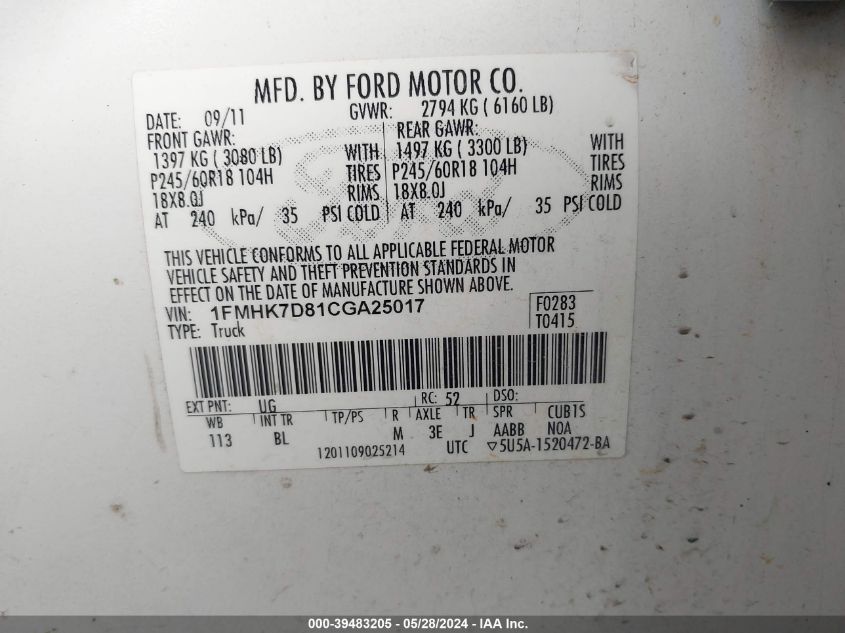 MFD. BY FORD MOTOR CO.
DATE: 09/11 GVWR: 2794 KG ( 6160 LB)
FRONT GAWR: REAR GAWR:
1397 KG ( 3080 LB) WITH 1497 KG ( 3300 LB) WITH
P245/60R18 104H TIRES P245/60R18 104H TIRES
18X8.0J RIMS 18X8.0J RIMS
AT 240 kPa/ 35 PSI COLD AT 240 kPa/ 35 PSI COLD
THIS VEHICLE CONFORMS TO ALL APPLICABLE FEDERAL MOTOR
VEHICLE SAFETY AND THEFT PREVENTION STANDARDS IN
EFFECT ON THE DATE OF MANUFACTURE SHOWN ABOVE.
VIN: 1FMHK7D81CGA25017 F0283
TYPE: Truck T0415
EXT PNT: UG RC: 52 DSO:
WB INT TR TP/PS R AXLE TR SPR CUB1S
113 BL M 3E J AABB NOA
1201109025214 UTC ▽5U5A-1520472-BA
000-39483205 - 05/28/2024 - IAAI - Used with permission.